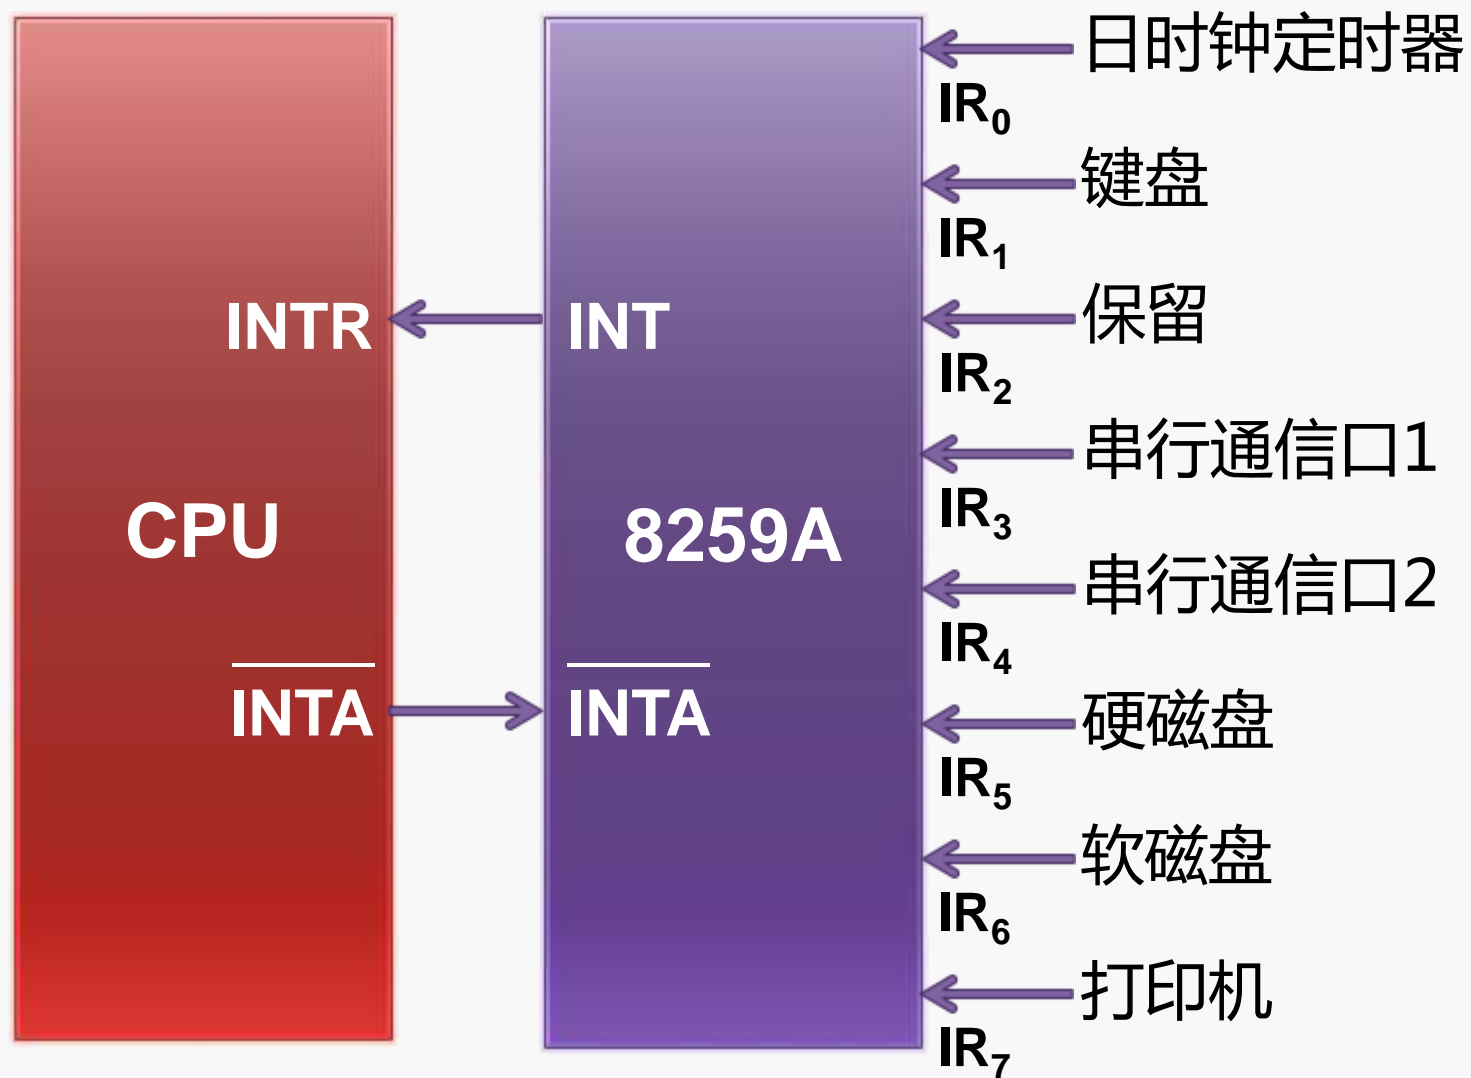 日时钟定时器
IR0
键盘
IR1
INTR
INT
保留
IR2
串行通信口1
IR3
CPU
8259A
串行通信口2
IR4
INTA
INTA
硬磁盘
IR5
软磁盘
IR6
打印机
IR7